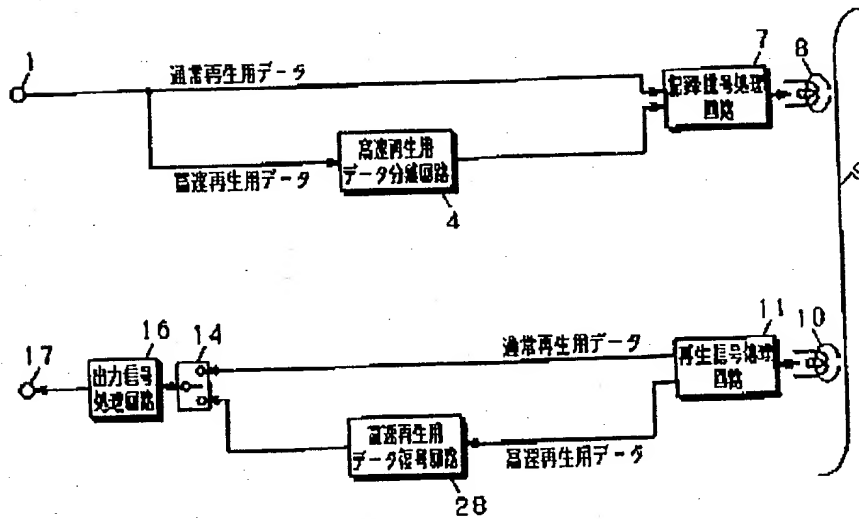 1
通常再生用データ
7
記録信号処理
回路
8
高速再生用
データ分離回路
高速再生用データ
4
9
17
16
出力信号
処理回路
14
通常再生用データ
11
再生信号処理
回路
10
高速再生用
データ復号回路
高速再生用データ
28